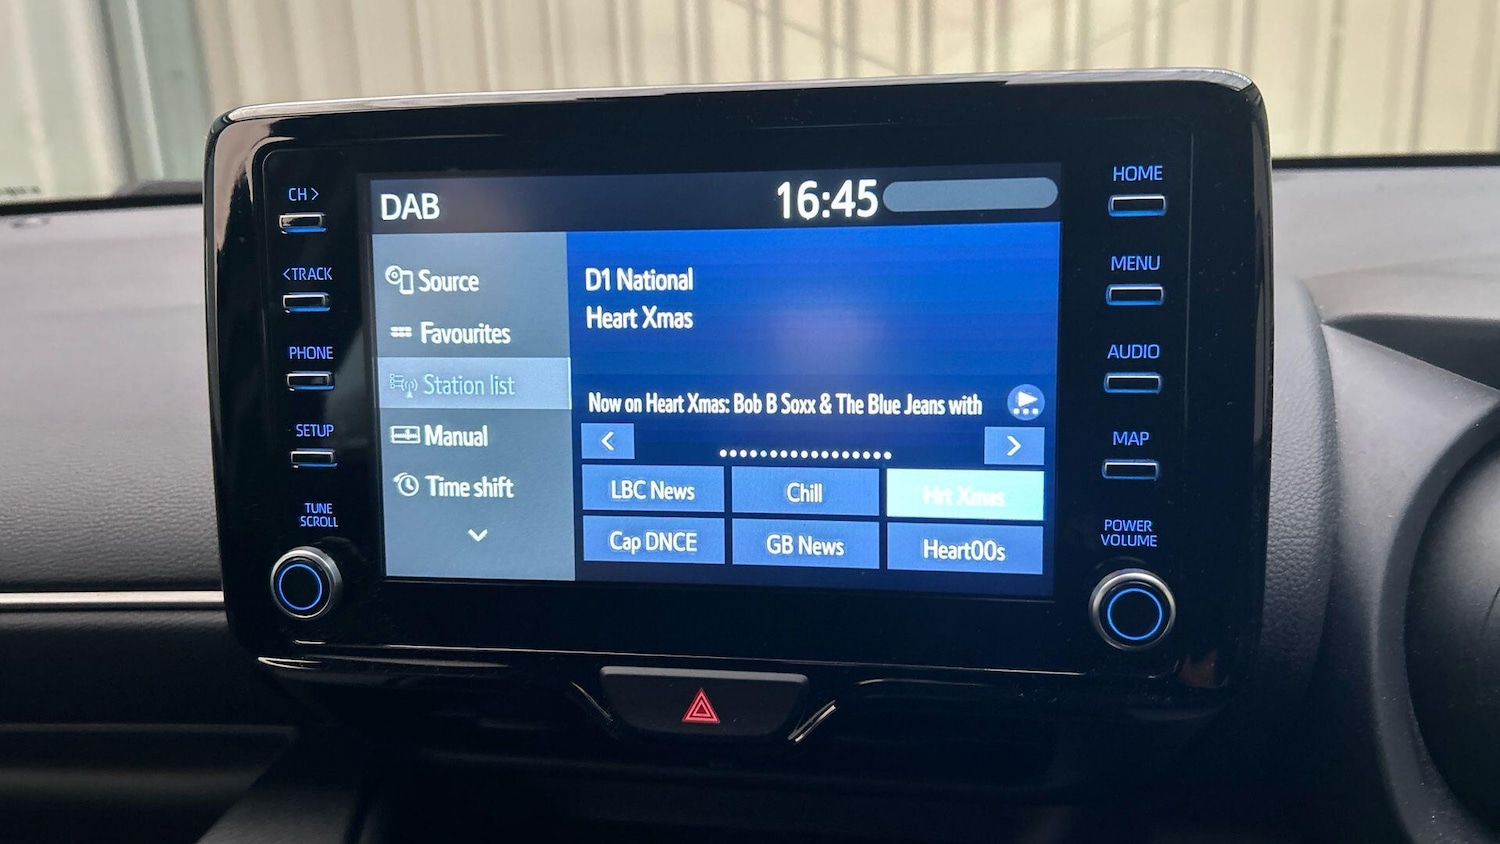 DAB
16:45
CH >
<TRACK
PHONE
SETUP
TUNE
SCROLL
Source
Favourites
Station list
Manual
Time shift
D1 National
Heart Xmas
Now on Heart Xmas: Bob B Soxx & The Blue Jeans with
LBC News
Chill
Hrt Xmas
Cap DNCE
GB News
Heart00s
HOME
MENU
AUDIO
MAP
POWER
VOLUME